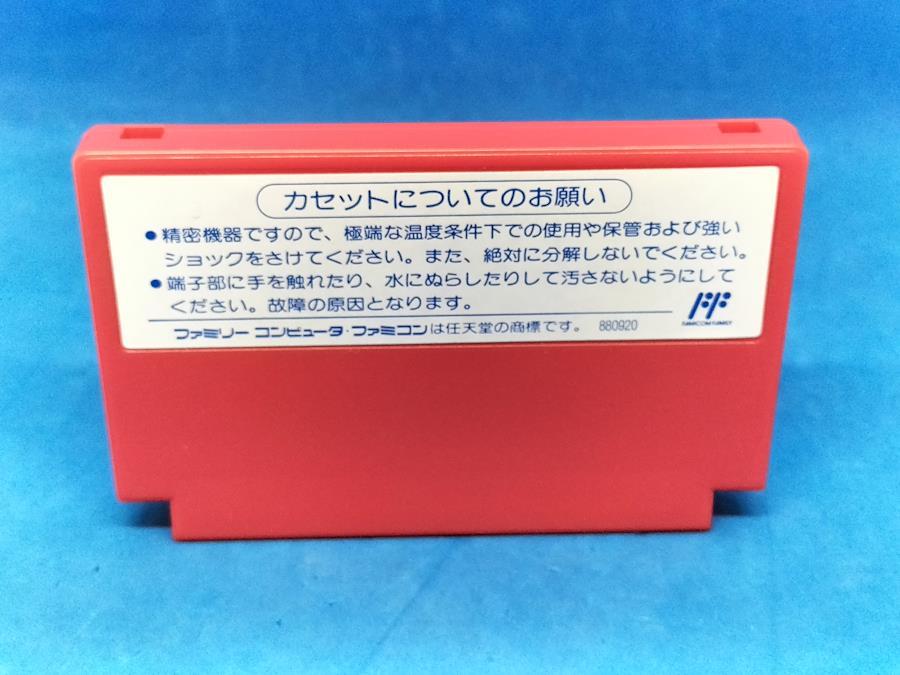 カセットについてのお願い
●精密機器ですので、極端な温度条件下での使用や保管および強い
ショックをさけてください。また、絶対に分解しないでください。
●端子部に手を触れたり、水にぬらしたりして汚さないようにして
ください。故障の原因となります。
FAMICOM FAMILY
ファミリー コンピュータ・ファミコンは任天堂の商標です。 880920